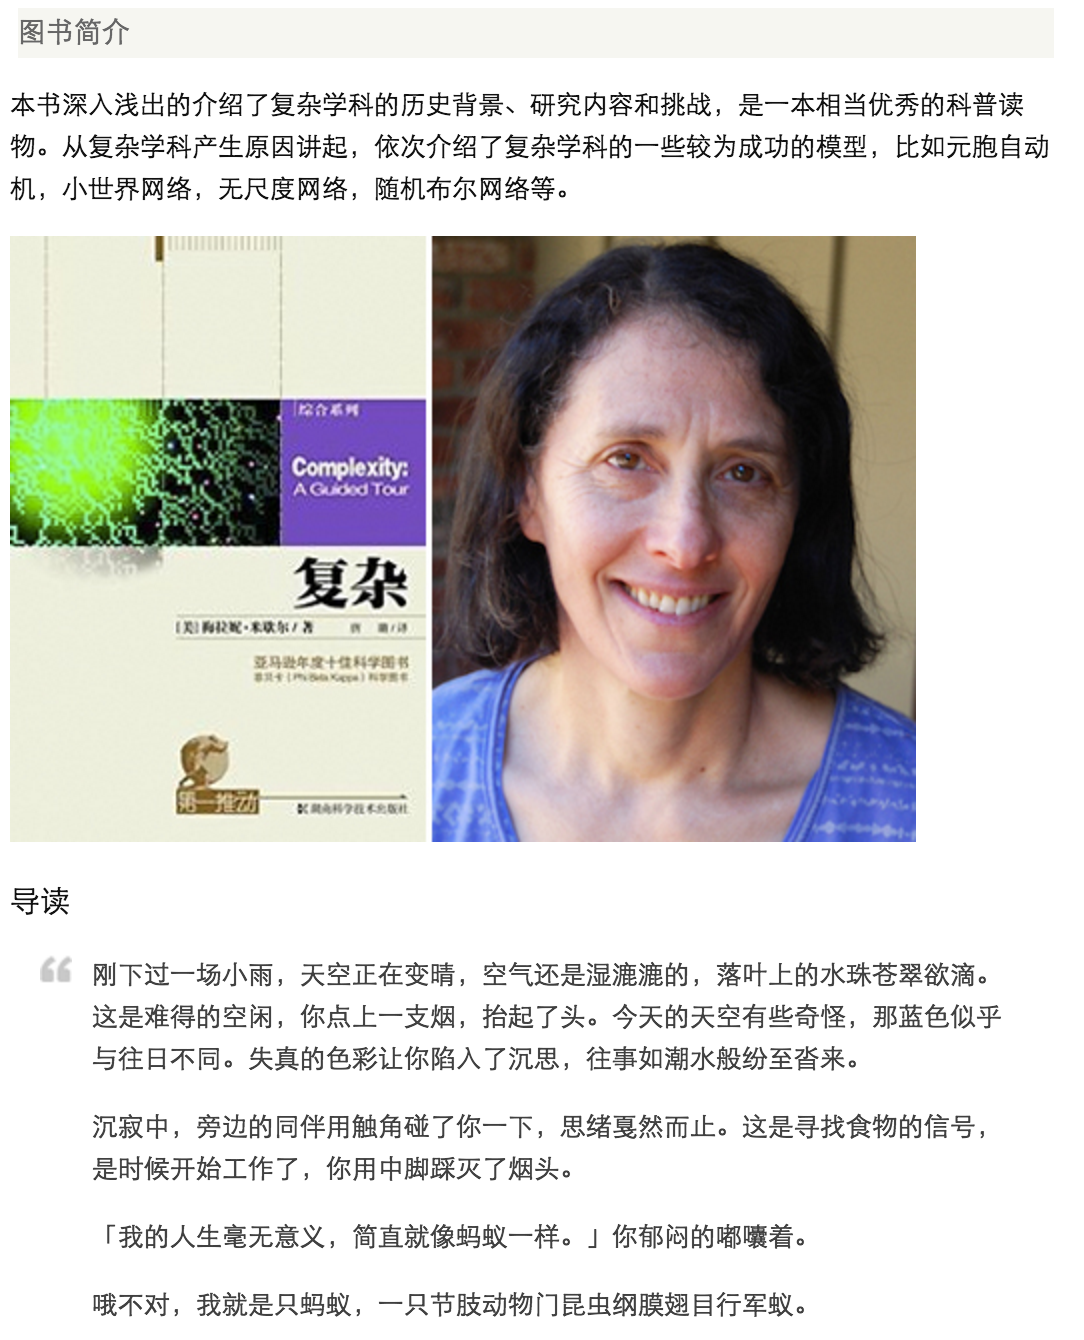 图书简介
本书深入浅出的介绍了复杂学科的历史背景、研究内容和挑战，是一本相当优秀的科普读
物。从复杂学科产生原因讲起，依次介绍了复杂学科的一些较为成功的模型，比如元胞自动
机，小世界网络，无尺度网络，随机布尔网络等。
综合系列
Complexity:
A Guided Tour
复杂
[美]梅拉妮·米歇尔/著 唐 璐/译
亚马逊年度十佳科学图书
菲贝卡（Phi Beta Kappa）科学图书
第一推动
湖南科学技术出版社
导读
刚下过一场小雨，天空正在变晴，空气还是湿漉漉的，落叶上的水珠苍翠欲滴。
这是难得的空闲，你点上一支烟，抬起了头。今天的天空有些奇怪，那蓝色似乎
与往日不同。失真的色彩让你陷入了沉思，往事如潮水般纷至沓来。
沉寂中，旁边的同伴用触角碰了你一下，思绪戛然而止。这是寻找食物的信号，
是时候开始工作了，你用中脚踩灭了烟头。
「我的人生毫无意义，简直就像蚂蚁一样。」你郁闷的嘟囔着。
哦不对，我就是只蚂蚁，一只节肢动物门昆虫纲膜翅目行军蚁。